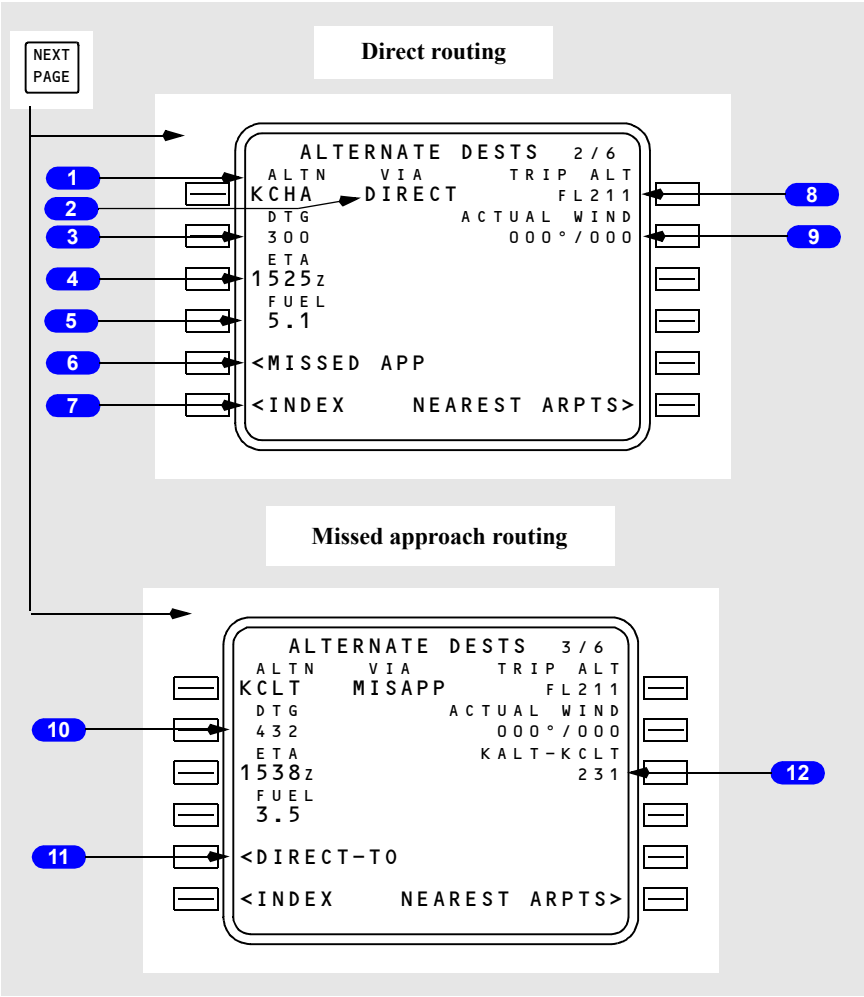 NEXT
PAGE
Direct routing
ALTERNATE DESTS 2/6
1 ALTN VIA TRIP ALT
KCHA DIRECT FL211 8
2
DTG ACTUAL WIND
3 300 000°/000 9
ETA
4 1525z
FUEL
5 5.1
6 <MISSED APP
7 <INDEX NEAREST ARPTS>
Missed approach routing
ALTERNATE DESTS 3/6
ALTN VIA TRIP ALT
KCLT MISAPP FL211
DTG ACTUAL WIND
10 432 000°/000
ETA KALT-KCLT
1538z 231 12
FUEL
3.5
11 <DIRECT-TO
<INDEX NEAREST ARPTS>